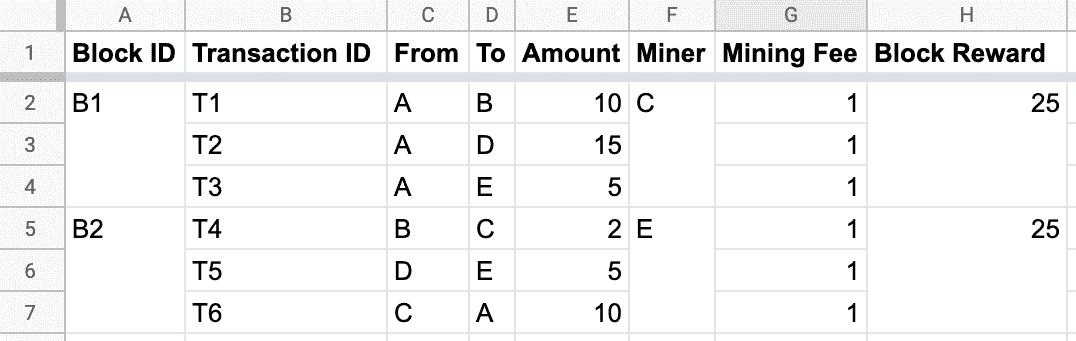 A B C D E F G H
1 Block ID Transaction ID From To Amount Miner Mining Fee Block Reward
2 B1 T1 A B 10 C 1 25
3 T2 A D 15 1
4 T3 A E 5 1
5 B2 T4 B C 2 E 1 25
6 T5 D E 5 1
7 T6 C A 10 1